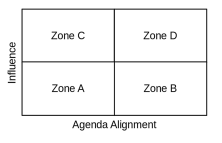 Zone C
Zone D
Influence
Zone A
Zone B
Agenda Alignment